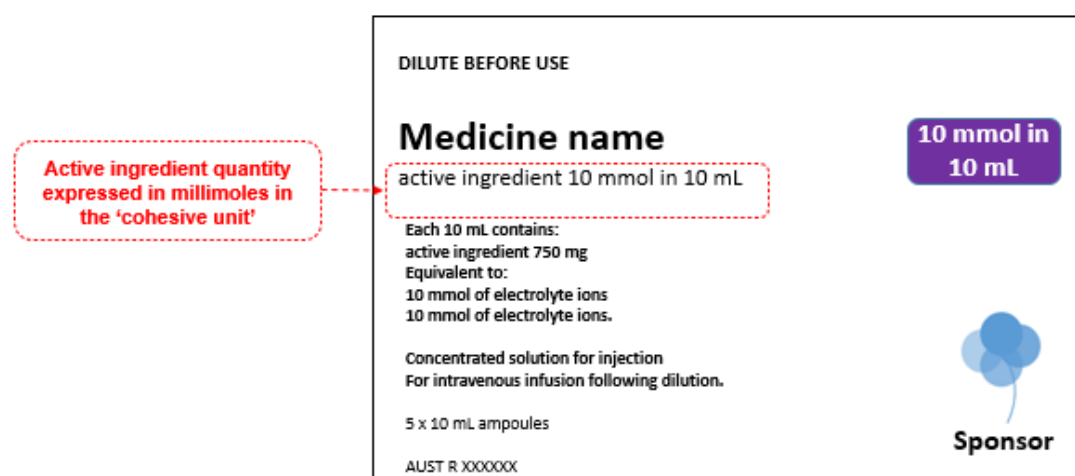 DILUTE BEFORE USE
Medicine name
10 mmol in
10 mL
Active ingredient quantity
expressed in millimoles in
the ‘cohesive unit’
active ingredient 10 mmol in 10 mL
Each 10 mL contains:
active ingredient 750 mg
Equivalent to:
10 mmol of electrolyte ions
10 mmol of electrolyte ions.
Concentrated solution for injection
For intravenous infusion following dilution.
5 x 10 mL ampoules
Sponsor
AUST R XXXXXX